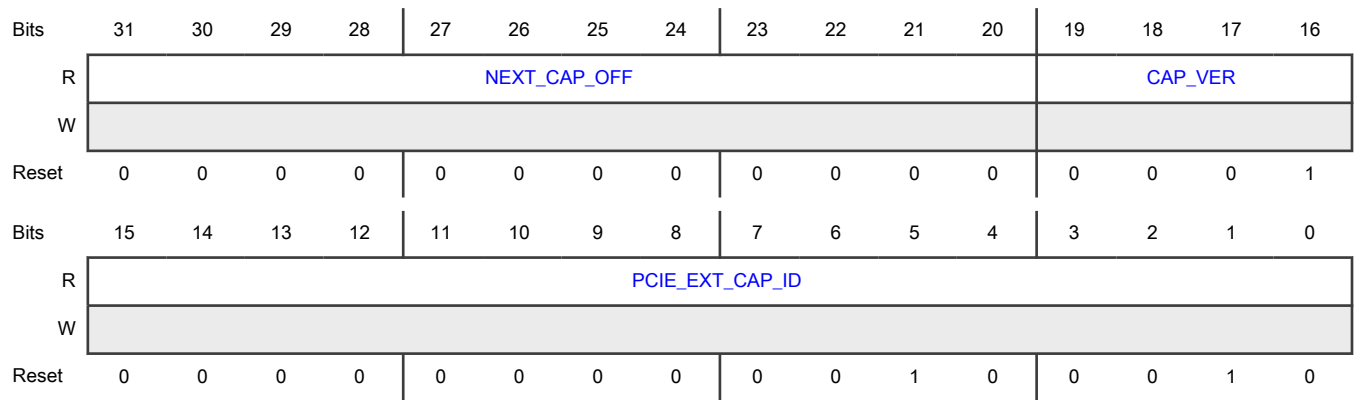 Bits 31 30 29 28 27 26 25 24 23 22 21 20 19 18 17 16
R NEXT_CAP_OFF CAP_VER
W
Reset 0 0 0 0 0 0 0 0 0 0 0 0 0 0 0 1
Bits 15 14 13 12 11 10 9 8 7 6 5 4 3 2 1 0
R PCIE_EXT_CAP_ID
W
Reset 0 0 0 0 0 0 0 0 0 0 1 0 0 0 1 0